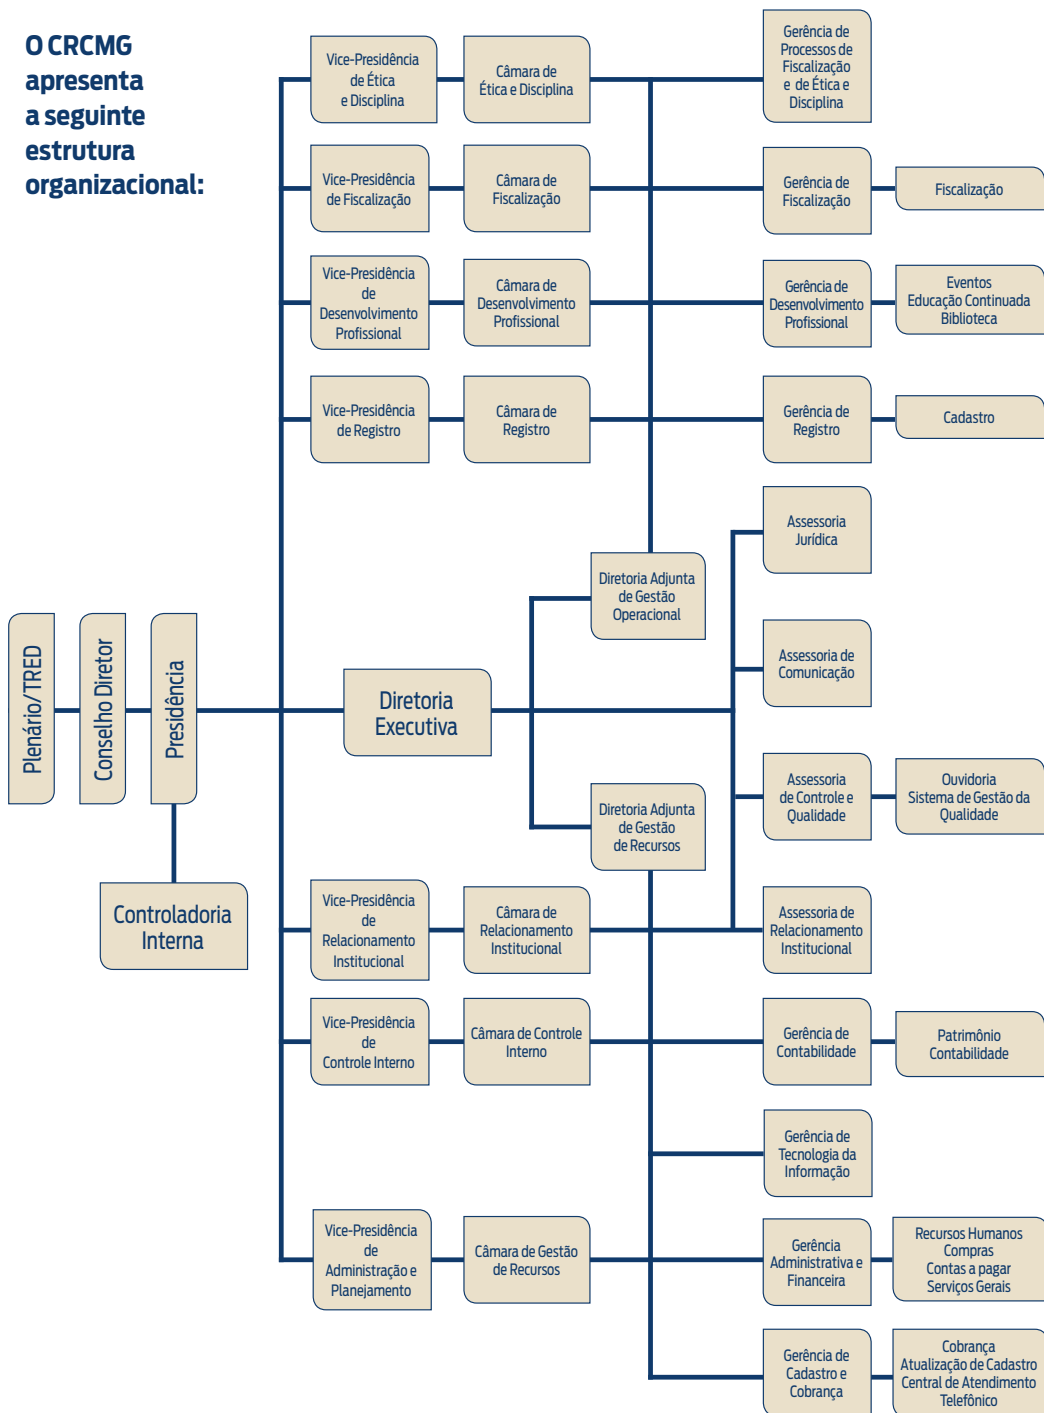 O CRCMG
apresenta
a seguinte
estrutura
organizacional:
Vice-Presidência
de Ética
e Disciplina
Câmara de
Ética e Disciplina
Gerência de
Processos de
Fiscalização
e de Ética e
Disciplina
Vice-Presidência
de Fiscalização
Câmara de
Fiscalização
Gerência de
Fiscalização
Fiscalização
Vice-Presidência
de
Desenvolvimento
Profissional
Câmara de
Desenvolvimento
Profissional
Gerência de
Desenvolvimento
Profissional
Eventos
Educação Continuada
Biblioteca
Vice-Presidência
de Registro
Câmara de
Registro
Gerência de
Registro
Cadastro
Assessoria
Jurídica
Diretoria Adjunta
de Gestão
Operacional
Assessoria de
Comunicação
Plenário/TRED
Conselho Diretor
Presidência
Diretoria
Executiva
Diretoria Adjunta
de Gestão
de Recursos
Assessoria
de Controle e
Qualidade
Ouvidoria
Sistema de Gestão da
Qualidade
Controladoria
Interna
Vice-Presidência
de
Relacionamento
Institucional
Câmara de
Relacionamento
Institucional
Assessoria de
Relacionamento
Institucional
Vice-Presidência
de
Controle Interno
Câmara de Controle
Interno
Gerência de
Contabilidade
Patrimônio
Contabilidade
Gerência de
Tecnologia da
Informação
Vice-Presidência
de
Administração e
Planejamento
Câmara de Gestão
de Recursos
Gerência
Administrativa e
Financeira
Recursos Humanos
Compras
Contas a pagar
Serviços Gerais
Gerência de
Cadastro e
Cobrança
Cobrança
Atualização de Cadastro
Central de Atendimento
Telefônico